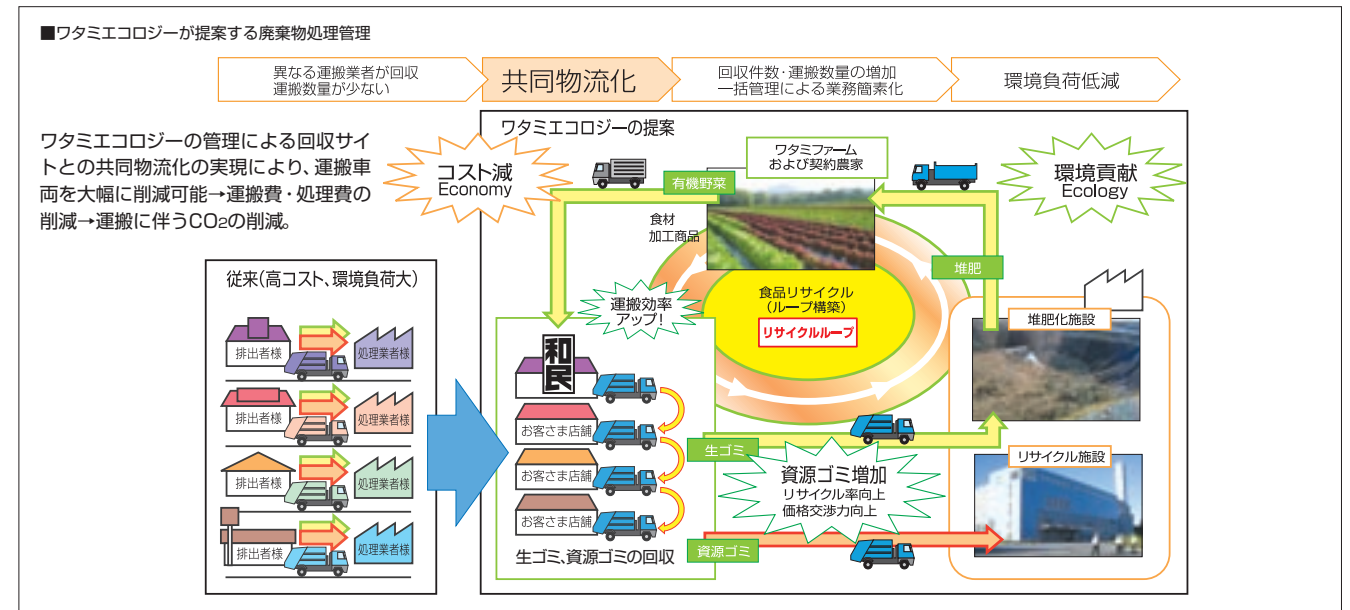 ■ワタミエコロジーが提案する廃棄物処理管理
異なる運搬業者が回収
運搬数量が少ない
共同物流化
回収件数・運搬数量の増加
一括管理による業務簡素化
環境負荷低減
ワタミエコロジーの管理による回収サイ
トとの共同物流化の実現により、運搬車
両を大幅に削減可能→運搬費・処理費の
削減→運搬に伴うCO2の削減。
従来(高コスト、環境負荷大)
排出者様
処理業者様
排出者様
処理業者様
排出者様
処理業者様
排出者様
処理業者様
ワタミエコロジーの提案
コスト減
Economy
ワタミファーム
および契約農家
環境貢献
Ecology
有機野菜
食材
加工商品
堆肥
運搬効率
アップ!
食品リサイクル
(ループ構築)
リサイクルループ
和民
お客さま店舗
お客さま店舗
お客さま店舗
生ゴミ、資源ゴミの回収
堆肥化施設
生ゴミ
資源ゴミ増加
リサイクル率向上
価格交渉力向上
リサイクル施設
資源ゴミ